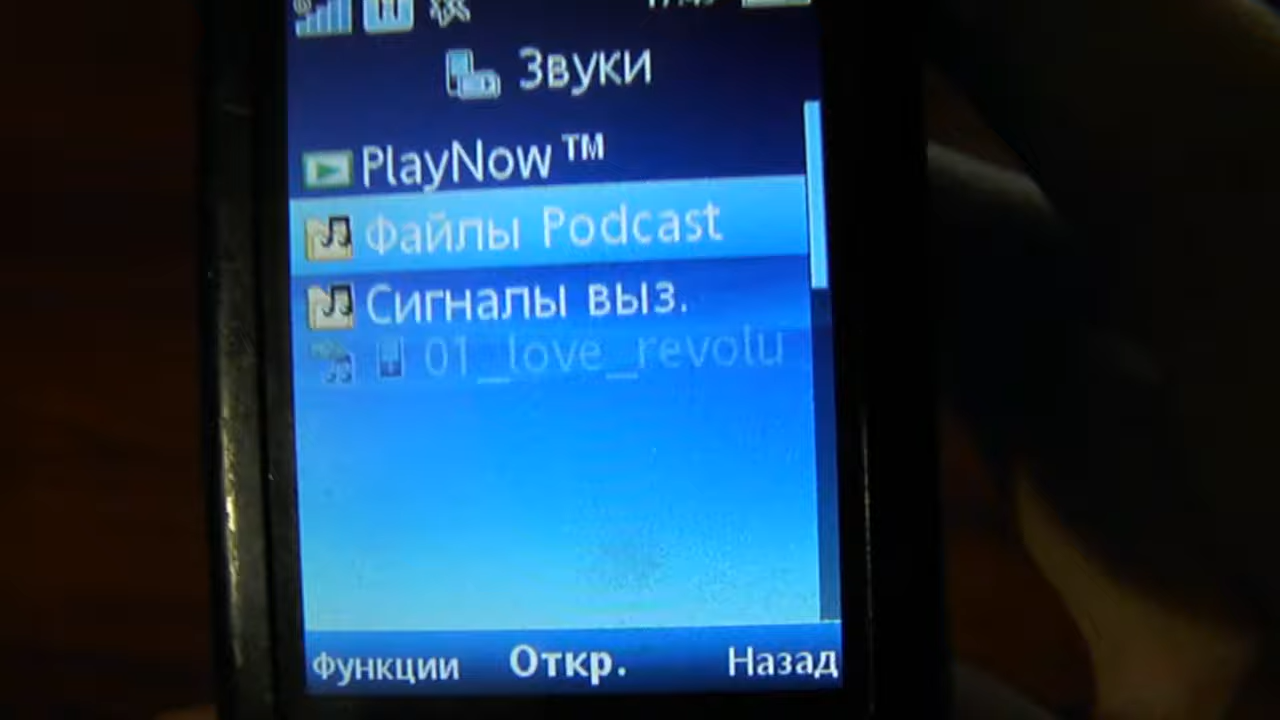 Звуки
PlayNow™
Файлы Podcast
Сигналы выз.
01_love_revolu
Функции Откр. Назад